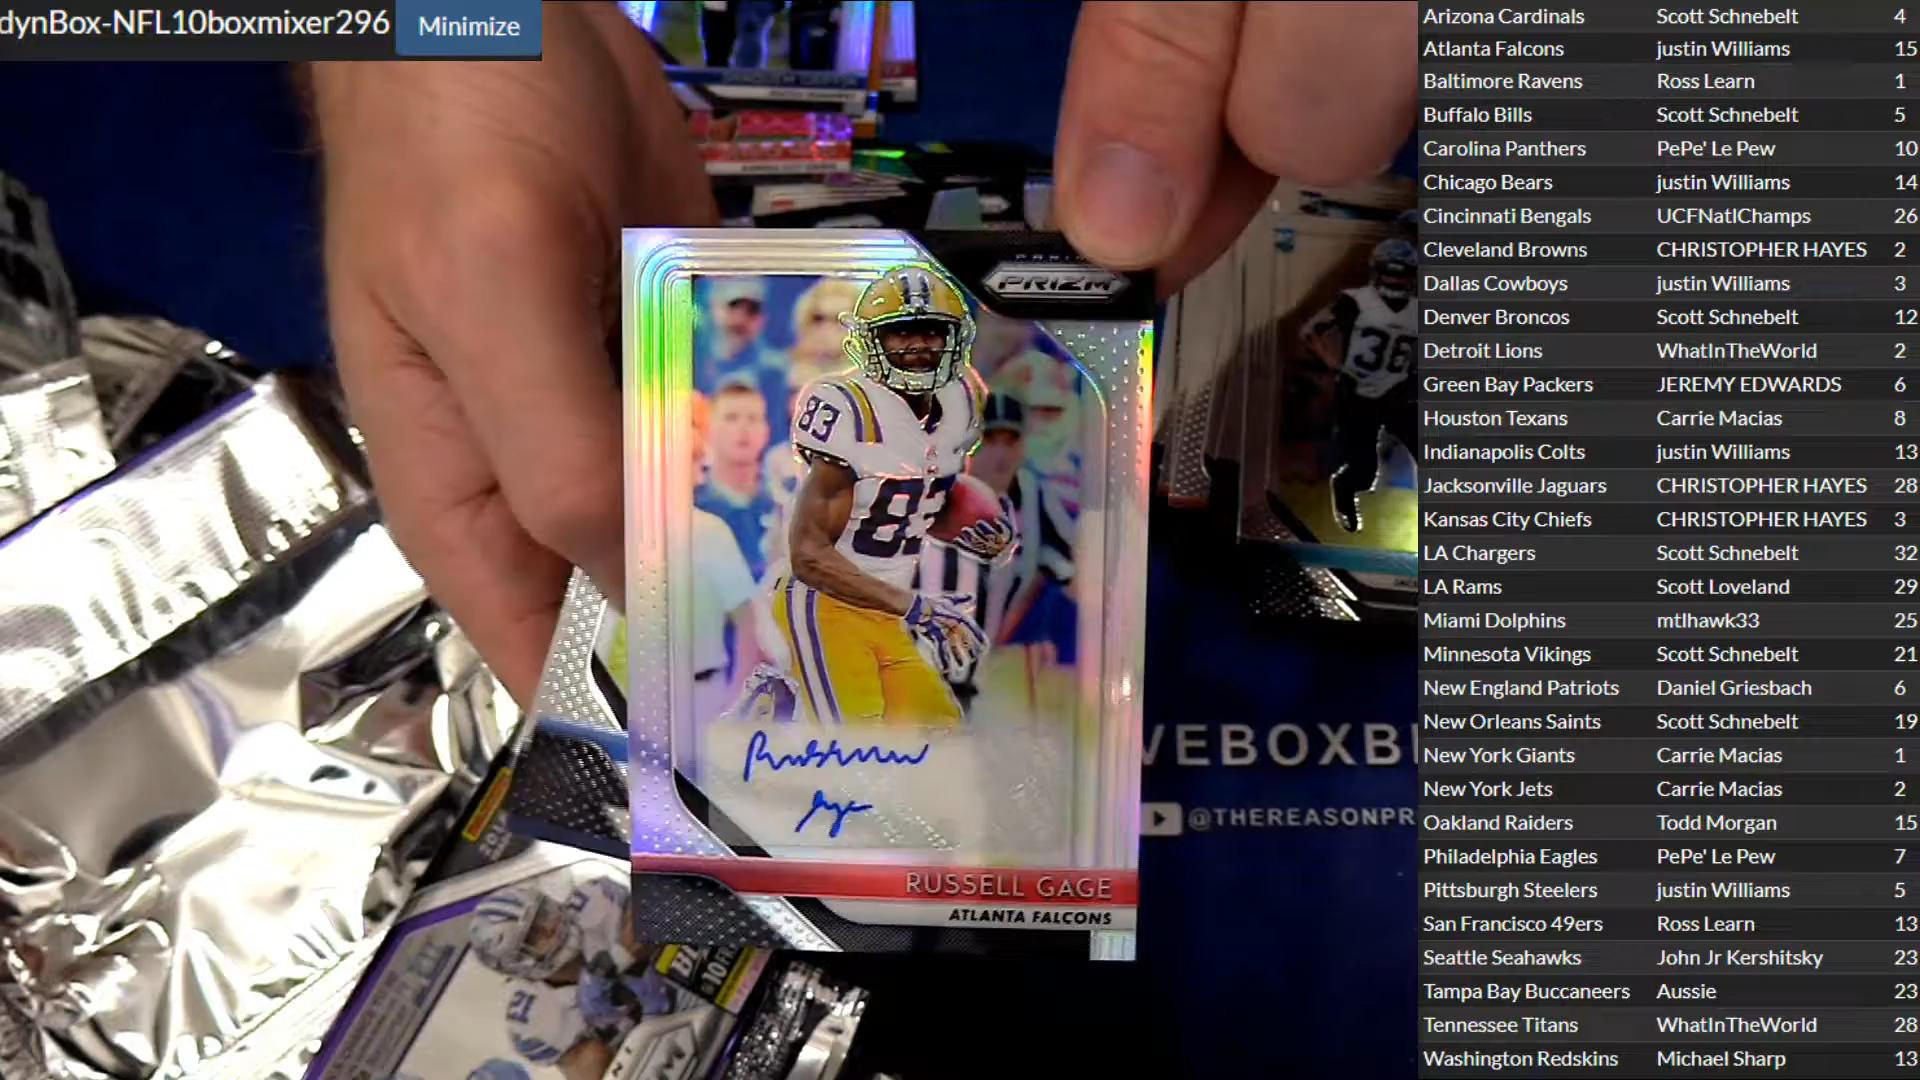 dynBox-NFL10boxmixer296
Minimize
PANINI
PRIZM
83
83
36
RUSSELL GAGE
ATLANTA FALCONS
VEBOXB
@THEREASONPR
21
Arizona Cardinals Scott Schnebelt 4
Atlanta Falcons justin Williams 15
Baltimore Ravens Ross Learn 1
Buffalo Bills Scott Schnebelt 5
Carolina Panthers PePe' Le Pew 10
Chicago Bears justin Williams 14
Cincinnati Bengals UCFNatlChamps 26
Cleveland Browns CHRISTOPHER HAYES 2
Dallas Cowboys justin Williams 3
Denver Broncos Scott Schnebelt 12
Detroit Lions WhatInTheWorld 2
Green Bay Packers JEREMY EDWARDS 6
Houston Texans Carrie Macias 8
Indianapolis Colts justin Williams 13
Jacksonville Jaguars CHRISTOPHER HAYES 28
Kansas City Chiefs CHRISTOPHER HAYES 3
LA Chargers Scott Schnebelt 32
LA Rams Scott Loveland 29
Miami Dolphins mtlhawk33 25
Minnesota Vikings Scott Schnebelt 21
New England Patriots Daniel Griesbach 6
New Orleans Saints Scott Schnebelt 19
New York Giants Carrie Macias 1
New York Jets Carrie Macias 2
Oakland Raiders Todd Morgan 15
Philadelphia Eagles PePe' Le Pew 7
Pittsburgh Steelers justin Williams 5
San Francisco 49ers Ross Learn 13
Seattle Seahawks John Jr Kershitsky 23
Tampa Bay Buccaneers Aussie 23
Tennessee Titans WhatInTheWorld 28
Washington Redskins Michael Sharp 13